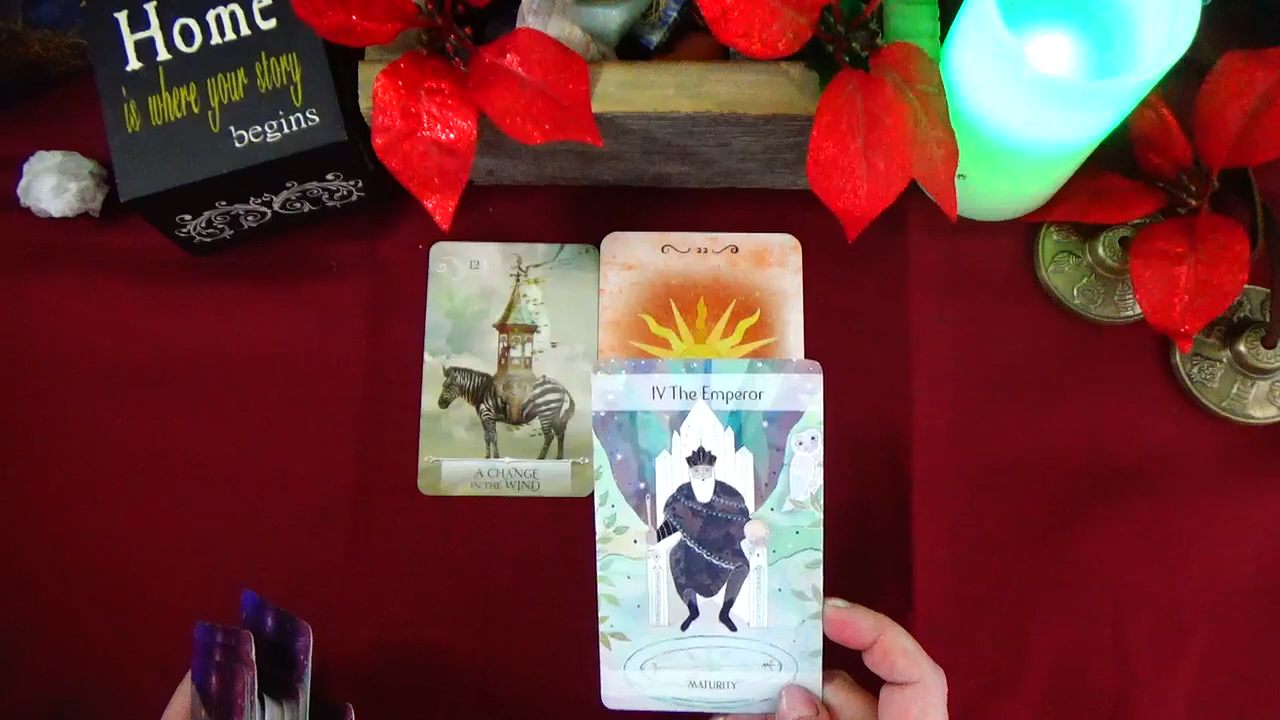 Home
is where your story
begins
12
A CHANGE
IN THE WIND
22
IV The Emperor
MATURITY